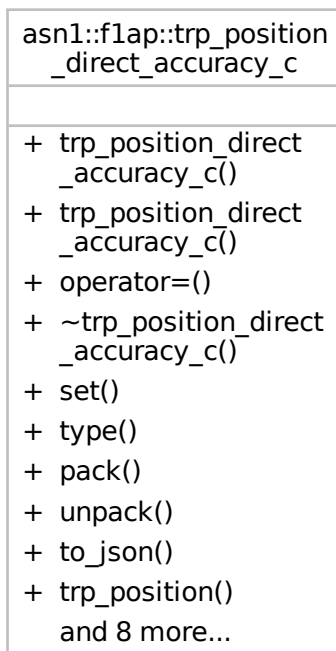 asn1::f1ap::trp_position
_direct_accuracy_c
+ trp_position_direct
_accuracy_c()
+ trp_position_direct
_accuracy_c()
+ operator=()
+ ~trp_position_direct
_accuracy_c()
+ set()
+ type()
+ pack()
+ unpack()
+ to_json()
+ trp_position()
and 8 more...